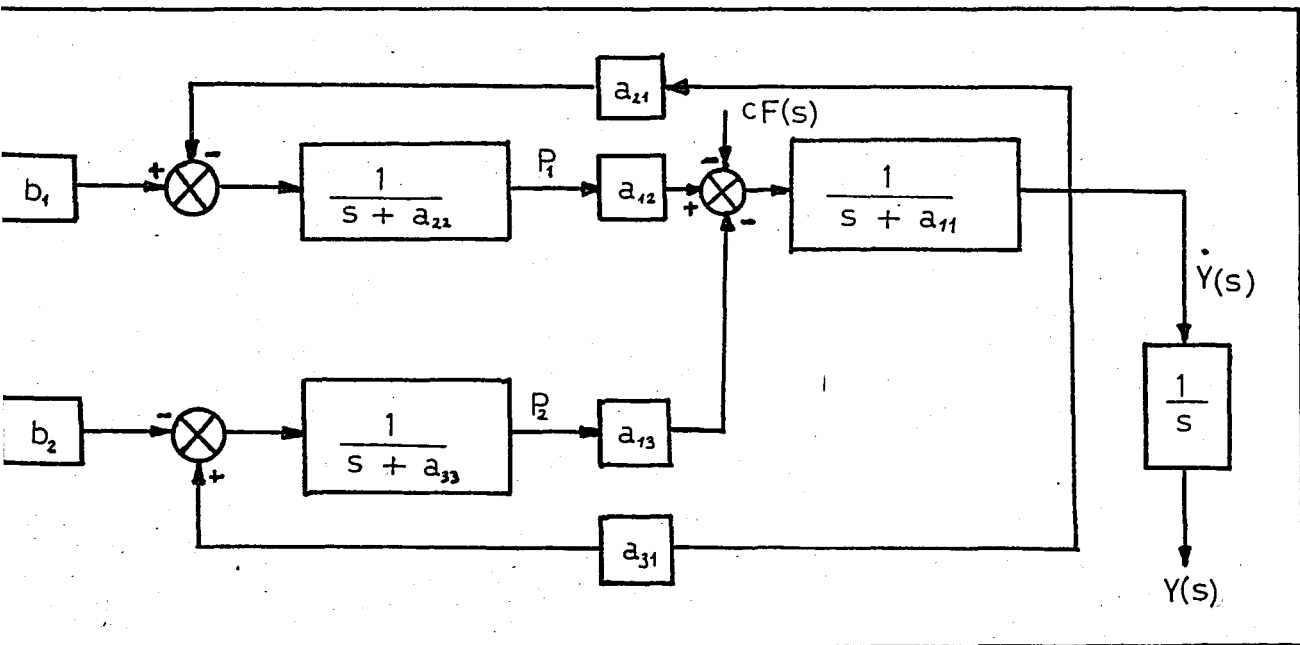 a₂₁
cF(s)
+
-
b₁
1
s + a₂₂
P₁
a₁₂
-
+
-
1
s + a₁₁
Ẏ(s)
1
s
-
b₂
+
1
s + a₃₃
P₂
a₁₃
a₃₁
Y(s)